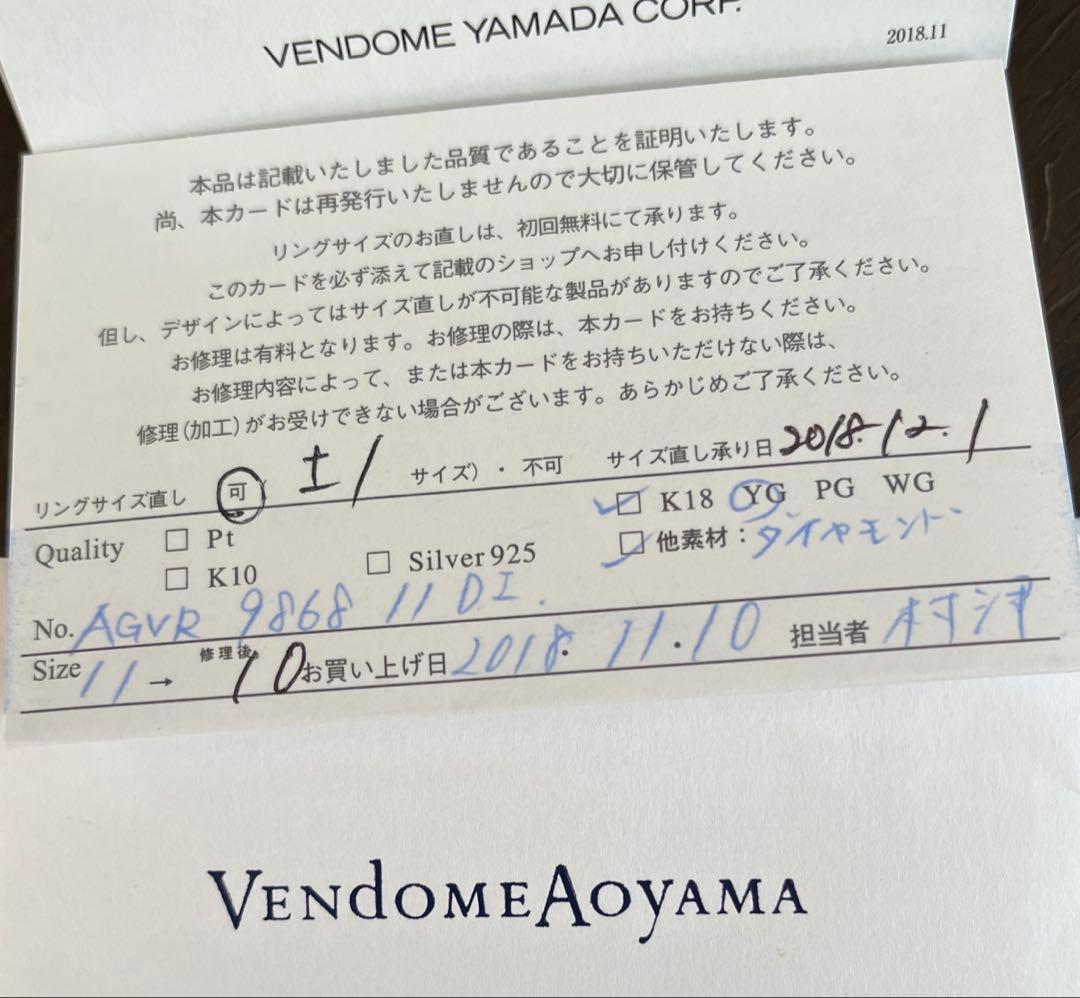 VENDOME YAMADA CORP.
2018.11
本品は記載いたしました品質であることを証明いたします。
尚、本カードは再発行いたしませんので大切に保管してください。
リングサイズのお直しは、初回無料にて承ります。
このカードを必ず添えて記載のショップへお申し付けください。
但し、デザインによってはサイズ直しが不可能な製品がありますのでご了承ください。
お修理は有料となります。お修理の際は、本カードをお持ちください。
お修理内容によって、または本カードをお持ちいただけない際は、
修理(加工)がお受けできない場合がございます。あらかじめご了承ください。
リングサイズ直し 可 ( ±1 サイズ)・不可 サイズ直し承り日 2018.12.1
Quality □ Pt □ K10 □ Silver925 ☑ K18 YG PG WG
☑ 他素材：ダイヤモンド
No. AGVR 9868 11 DI.
Size 11 → 修理後 10 お買い上げ日 2018.11.10 担当者 村津
VENDOMEAOYAMA